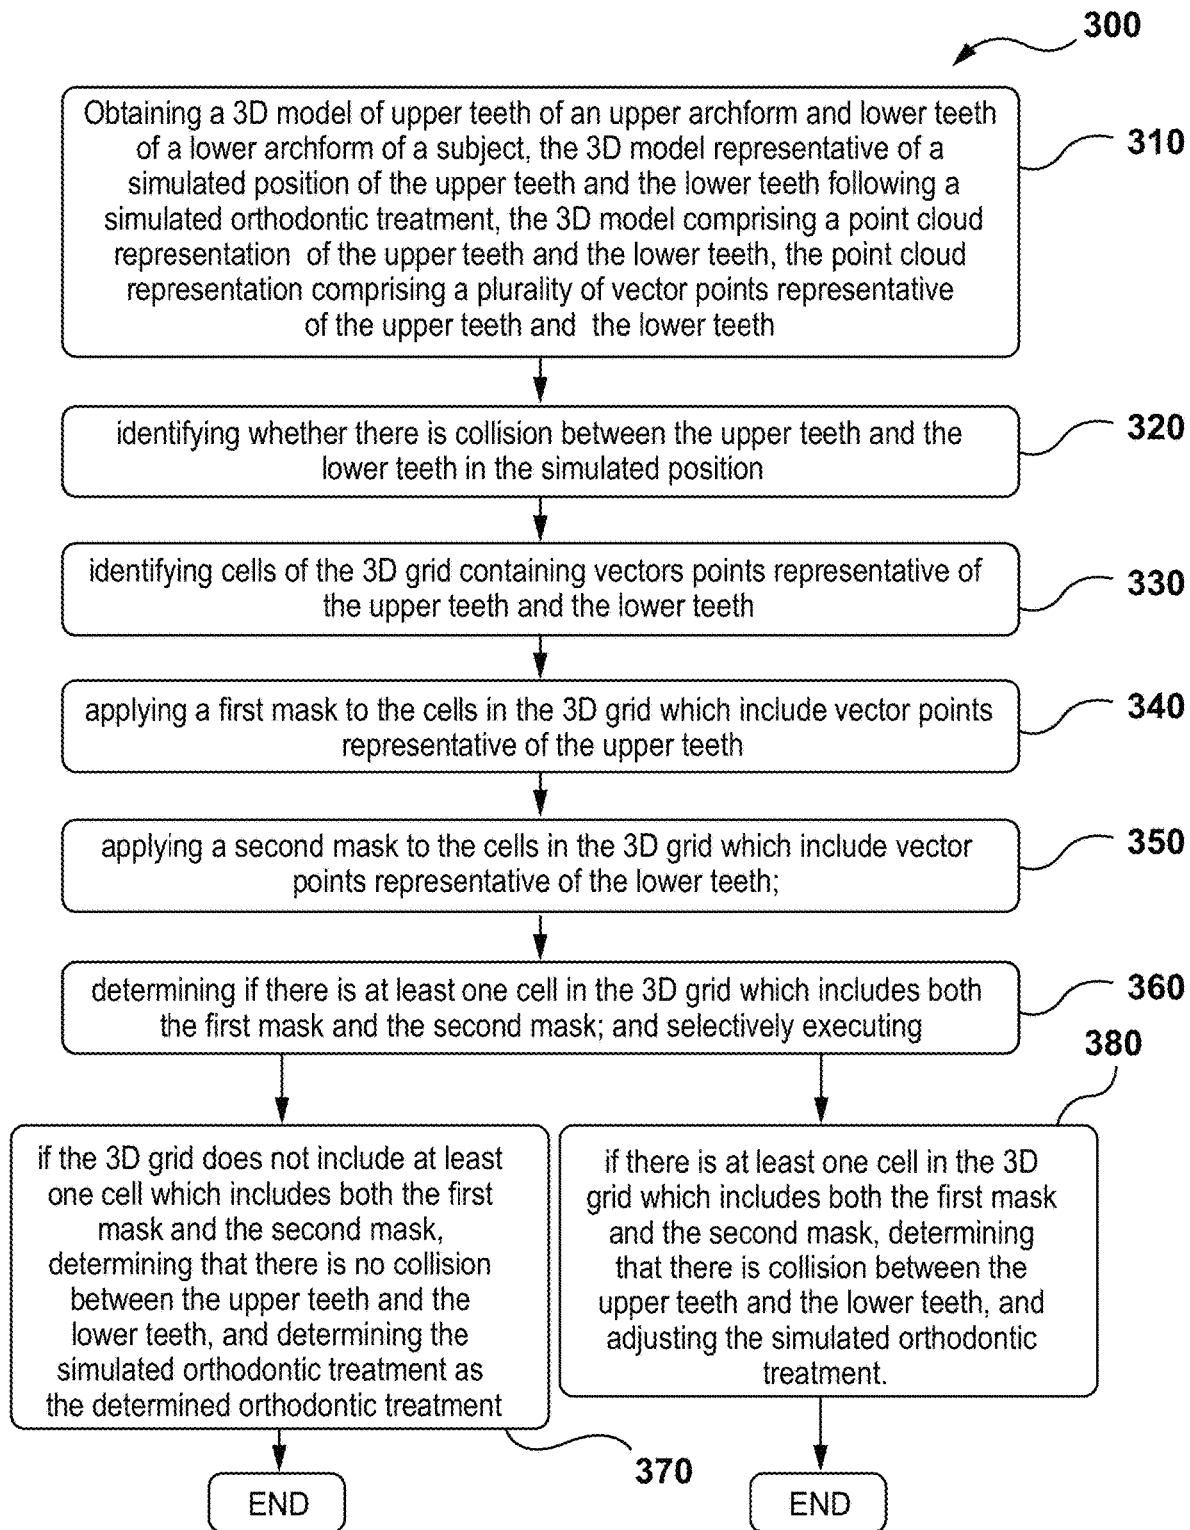 300
Obtaining a 3D model of upper teeth of an upper archform and lower teeth
of a lower archform of a subject, the 3D model representative of a
simulated position of the upper teeth and the lower teeth following a
simulated orthodontic treatment, the 3D model comprising a point cloud
representation of the upper teeth and the lower teeth, the point cloud
representation comprising a plurality of vector points representative
of the upper teeth and the lower teeth
310
identifying whether there is collision between the upper teeth and the
lower teeth in the simulated position
320
identifying cells of the 3D grid containing vectors points representative of
the upper teeth and the lower teeth
330
applying a first mask to the cells in the 3D grid which include vector points
representative of the upper teeth
340
applying a second mask to the cells in the 3D grid which include vector
points representative of the lower teeth;
350
determining if there is at least one cell in the 3D grid which includes both
the first mask and the second mask; and selectively executing
360
380
if the 3D grid does not include at least
one cell which includes both the first
mask and the second mask,
determining that there is no collision
between the upper teeth and the
lower teeth, and determining the
simulated orthodontic treatment as
the determined orthodontic treatment
370
END
if there is at least one cell in the 3D
grid which includes both the first mask
and the second mask, determining
that there is collision between the
upper teeth and the lower teeth, and
adjusting the simulated orthodontic
treatment.
END